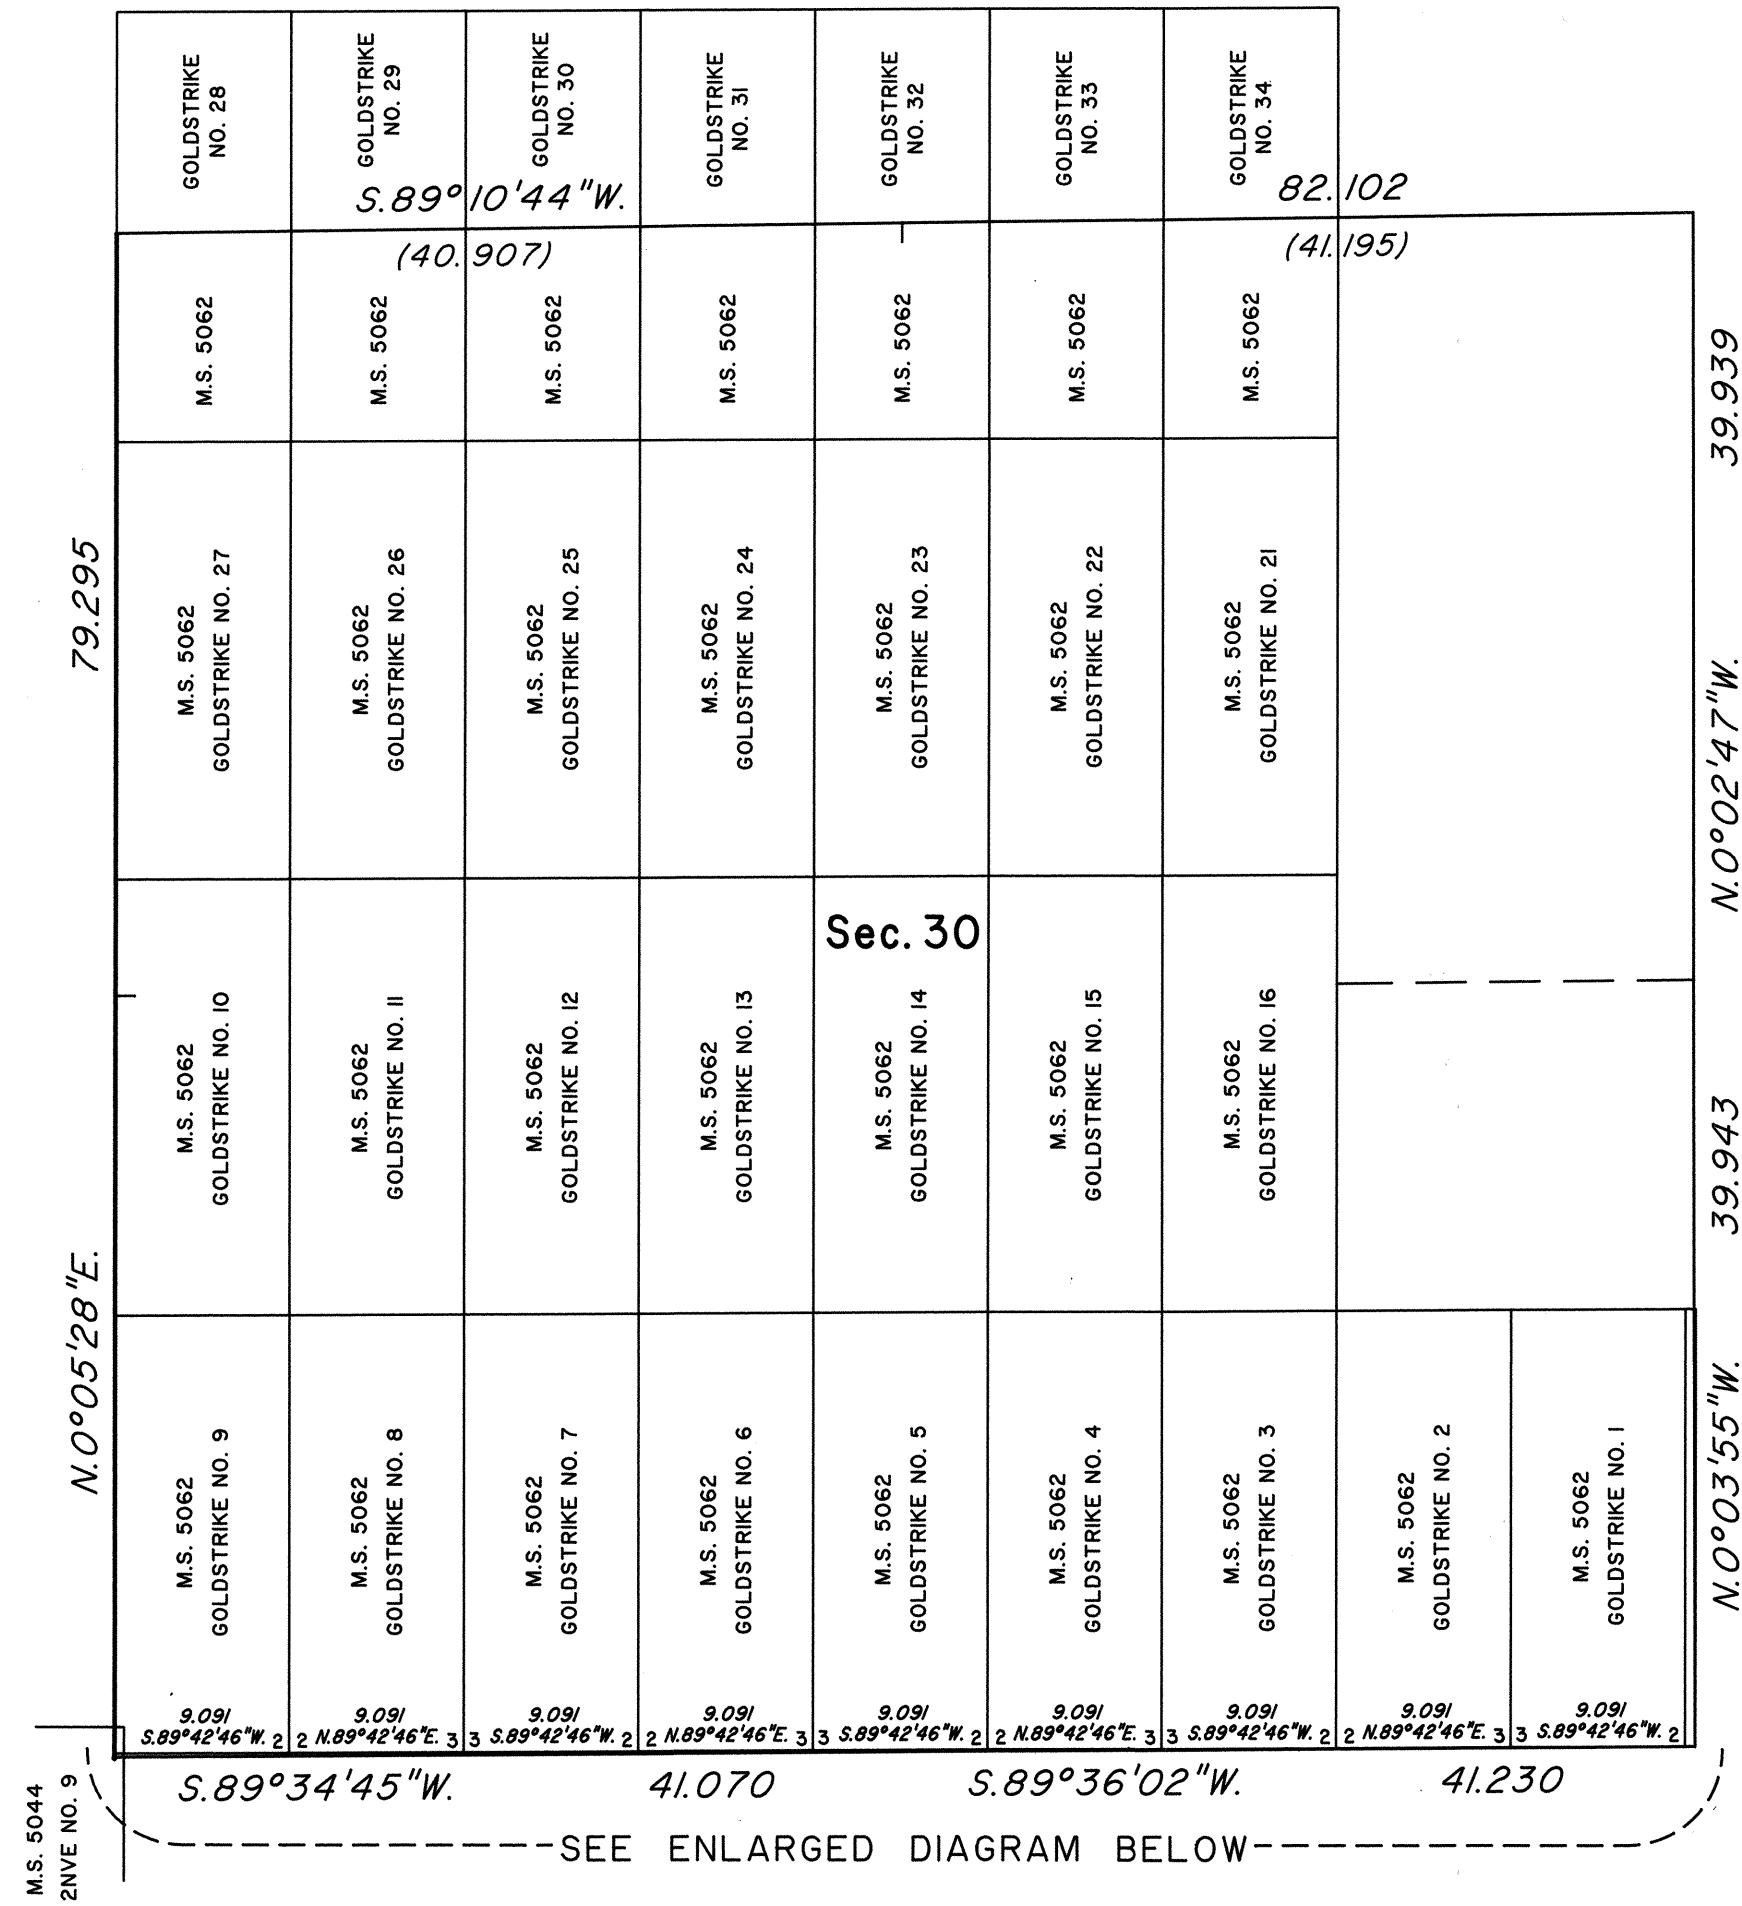 GOLDSTRIKE
NO. 28
GOLDSTRIKE
NO. 29
GOLDSTRIKE
NO. 30
GOLDSTRIKE
NO. 31
GOLDSTRIKE
NO. 32
GOLDSTRIKE
NO. 33
GOLDSTRIKE
NO. 34
S.89°10'44"W.
82.102
(40.907)
(41.195)
M.S. 5062
M.S. 5062
M.S. 5062
M.S. 5062
M.S. 5062
M.S. 5062
M.S. 5062
39.939
79.295
M.S. 5062
GOLDSTRIKE NO. 27
M.S. 5062
GOLDSTRIKE NO. 26
M.S. 5062
GOLDSTRIKE NO. 25
M.S. 5062
GOLDSTRIKE NO. 24
M.S. 5062
GOLDSTRIKE NO. 23
M.S. 5062
GOLDSTRIKE NO. 22
M.S. 5062
GOLDSTRIKE NO. 21
N.0°02'47"W.
Sec. 30
M.S. 5062
GOLDSTRIKE NO. 10
M.S. 5062
GOLDSTRIKE NO. 11
M.S. 5062
GOLDSTRIKE NO. 12
M.S. 5062
GOLDSTRIKE NO. 13
M.S. 5062
GOLDSTRIKE NO. 14
M.S. 5062
GOLDSTRIKE NO. 15
M.S. 5062
GOLDSTRIKE NO. 16
39.943
N.0°05'28"E.
M.S. 5062
GOLDSTRIKE NO. 9
M.S. 5062
GOLDSTRIKE NO. 8
M.S. 5062
GOLDSTRIKE NO. 7
M.S. 5062
GOLDSTRIKE NO. 6
M.S. 5062
GOLDSTRIKE NO. 5
M.S. 5062
GOLDSTRIKE NO. 4
M.S. 5062
GOLDSTRIKE NO. 3
M.S. 5062
GOLDSTRIKE NO. 2
M.S. 5062
GOLDSTRIKE NO. 1
N.0°03'55"W.
9.091
S.89°42'46"W. 2
9.091
2 N.89°42'46"E. 3
9.091
3 S.89°42'46"W. 2
9.091
2 N.89°42'46"E. 3
9.091
3 S.89°42'46"W. 2
9.091
2 N.89°42'46"E. 3
9.091
3 S.89°42'46"W. 2
9.091
2 N.89°42'46"E. 3
9.091
3 S.89°42'46"W. 2
S.89°34'45"W.
41.070
S.89°36'02"W.
41.230
M.S. 5044
2NVE NO. 9
SEE ENLARGED DIAGRAM BELOW